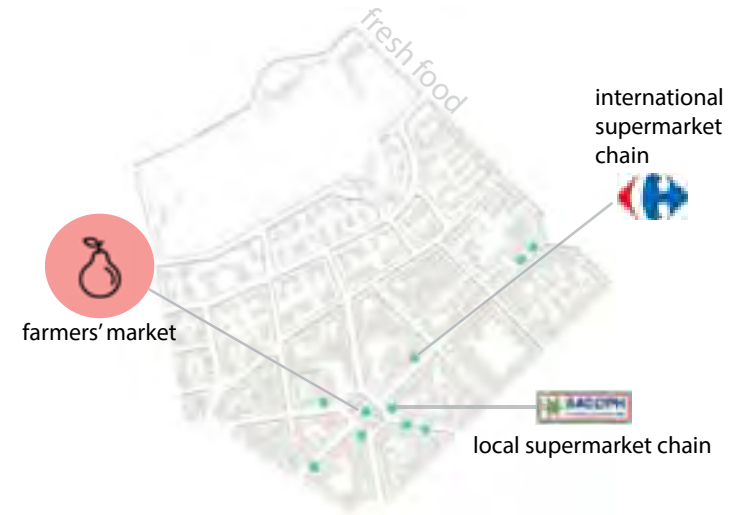 fresh food
international
supermarket
chain
farmers' market
local supermarket chain